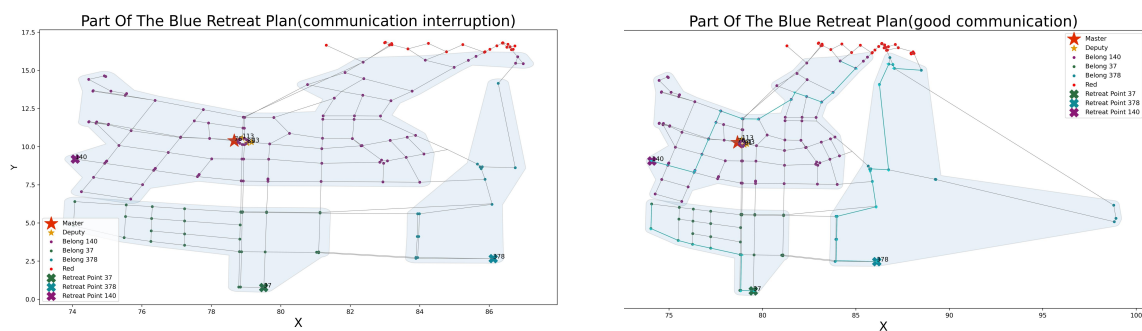 Part Of The Blue Retreat Plan(communication interruption)
17.5
15.0
12.5
10.0
7.5
5.0
2.5
0.0
Y
113
140
378
37
Master
Deputy
Belong 140
Belong 37
Belong 378
Red
Retreat Point 37
Retreat Point 378
Retreat Point 140
74 76 78 80 82 84 86
X
Part Of The Blue Retreat Plan(good communication)
Master
Deputy
Belong 140
Belong 37
Belong 378
Red
Retreat Point 37
Retreat Point 378
Retreat Point 140
113
140
378
37
75 80 85 90 95 100
X